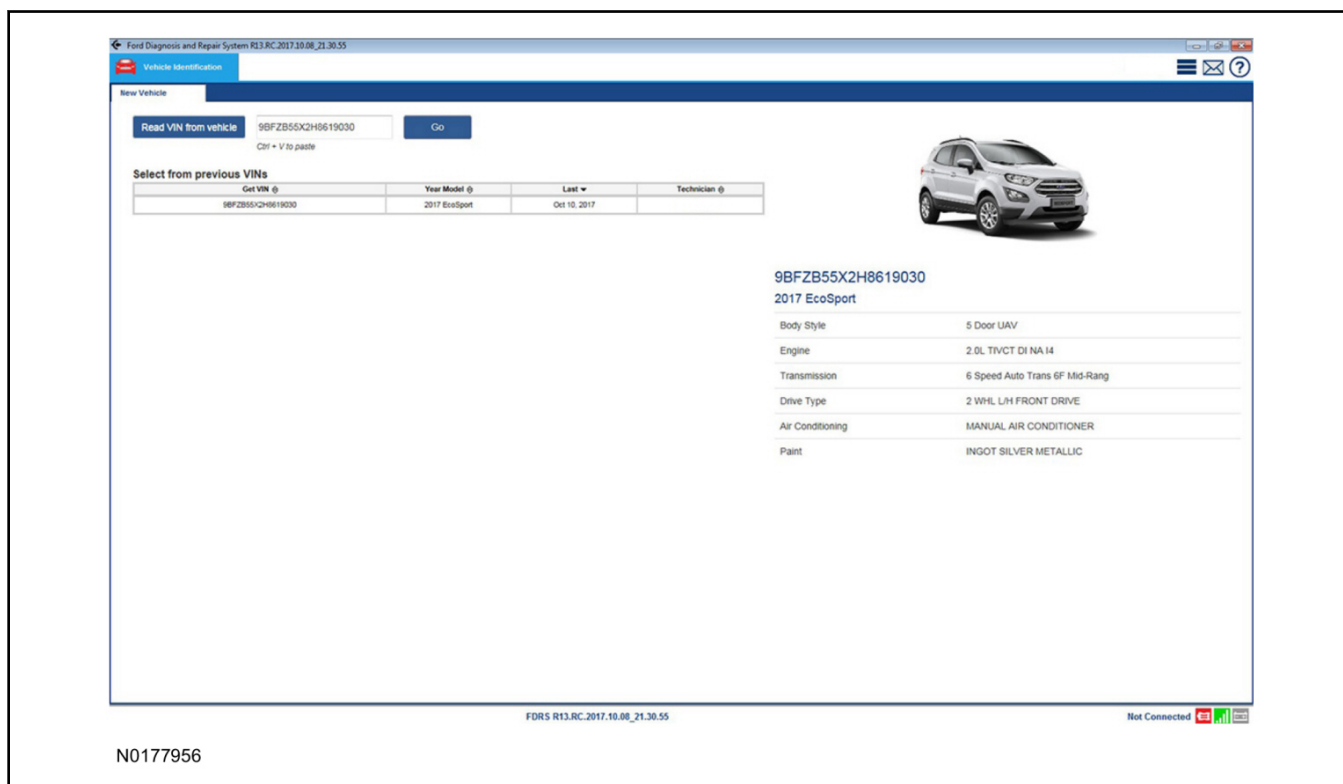 Ford Diagnosis and Repair System R13.RC.2017.10.08_21.30.55
Vehicle Identification
New Vehicle
Read VIN from vehicle 9BFZB55X2H8619030 Go
Ctrl + V to paste
Select from previous VINs
Get VIN Year Model Last Technician
9BFZB55X2H8619030 2017 EcoSport Oct 10, 2017
9BFZB55X2H8619030
2017 EcoSport
Body Style 5 Door UAV
Engine 2.0L TIVCT DI NA I4
Transmission 6 Speed Auto Trans 6F Mid-Rang
Drive Type 2 WHL L/H FRONT DRIVE
Air Conditioning MANUAL AIR CONDITIONER
Paint INGOT SILVER METALLIC
FDRS R13.RC.2017.10.08_21.30.55 Not Connected
N0177956